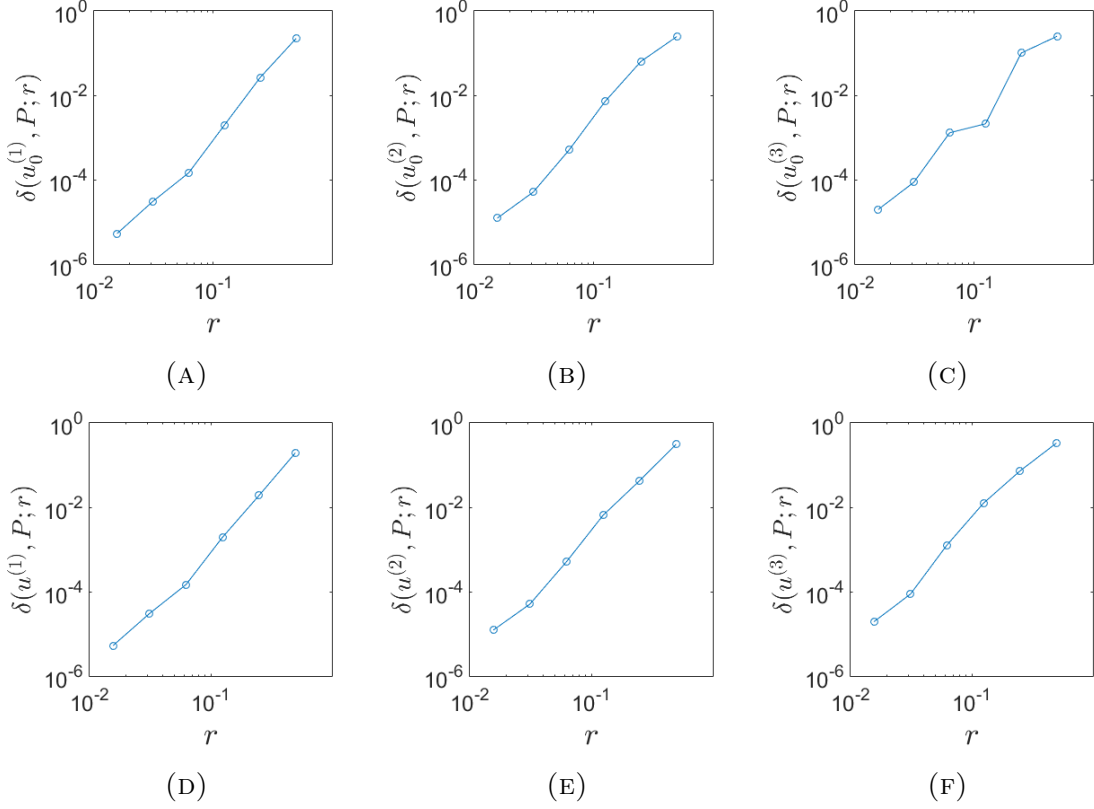 10^0 10^0 10^0
10^-2 10^-2 10^-2
10^-4 10^-4 10^-4
10^-6 10^-6 10^-6
δ(u_0^(1), P; r) δ(u_0^(2), P; r) δ(u_0^(3), P; r)
10^-2 10^-1 10^-2 10^-1 10^-2 10^-1
r r r
(A) (B) (C)
10^0 10^0 10^0
10^-2 10^-2 10^-2
10^-4 10^-4 10^-4
10^-6 10^-6 10^-6
δ(u^(1), P; r) δ(u^(2), P; r) δ(u^(3), P; r)
10^-2 10^-1 10^-2 10^-1 10^-2 10^-1
r r r
(D) (E) (F)